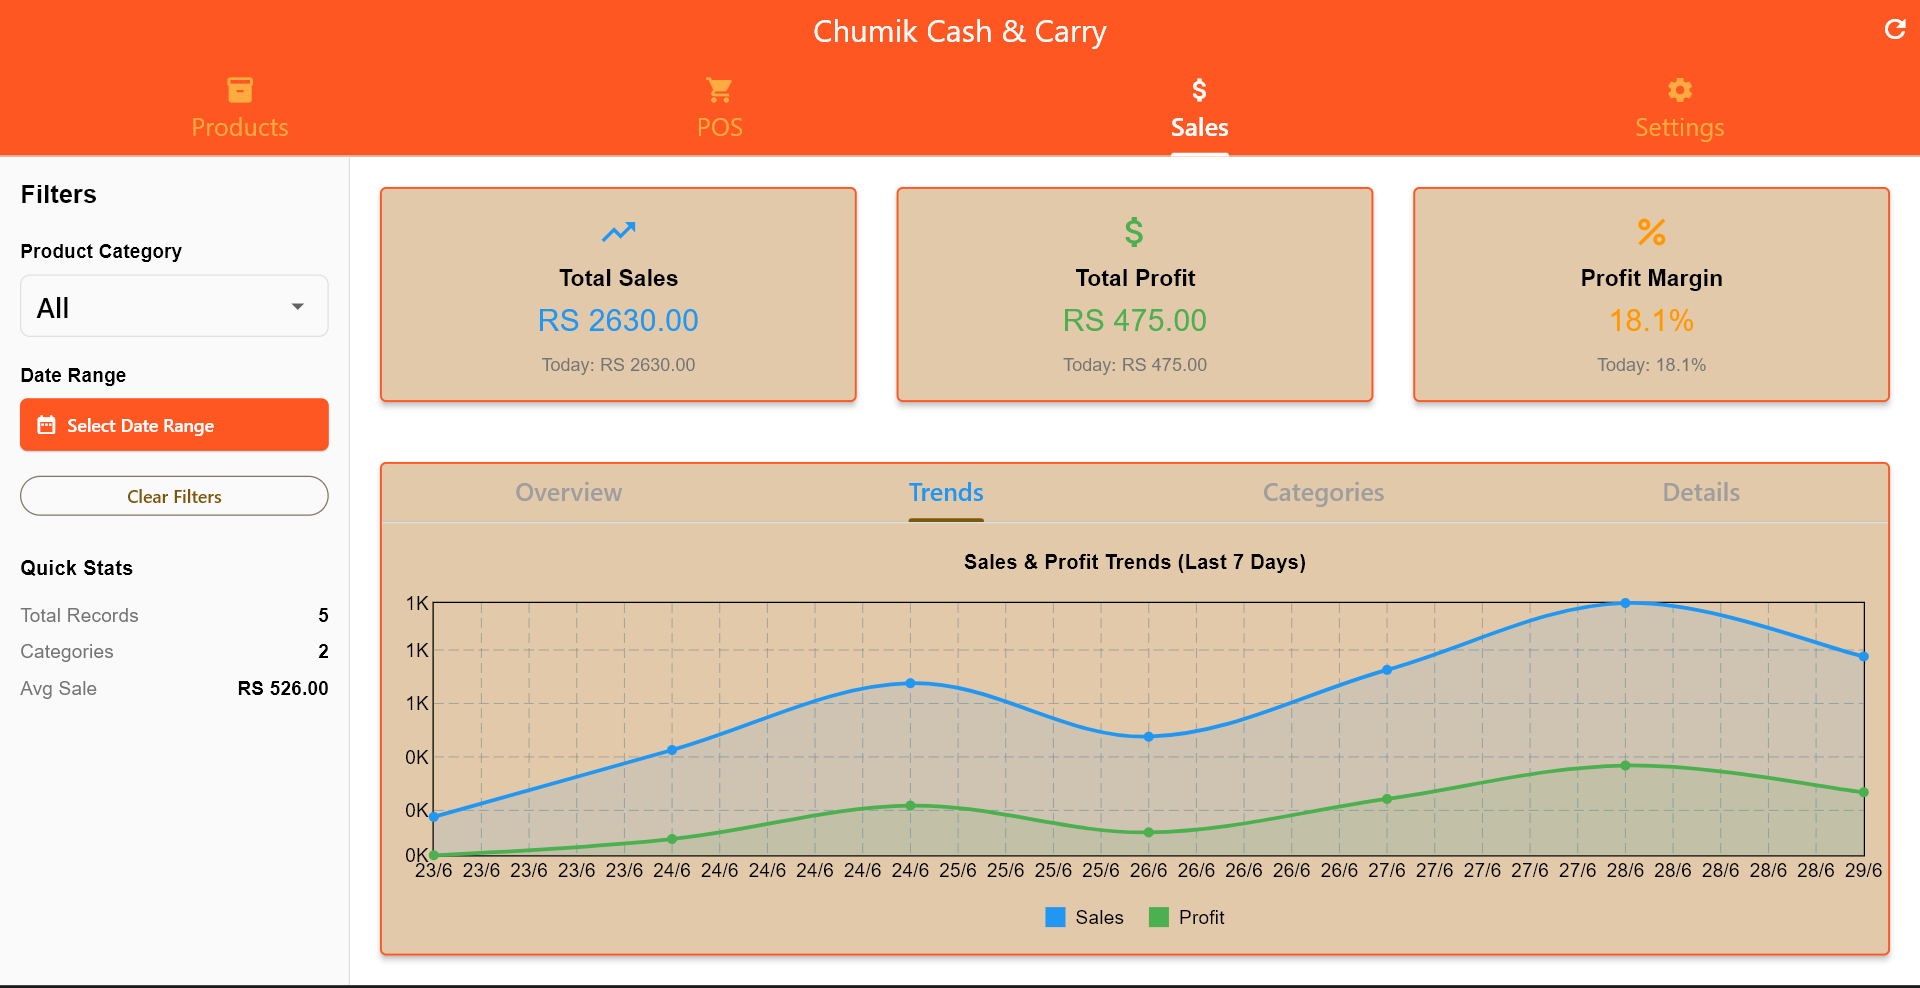 Chumik Cash & Carry
Products
POS
$
Sales
Settings
Filters
Product Category
All
Date Range
Select Date Range
Clear Filters
Quick Stats
Total Records 5
Categories 2
Avg Sale RS 526.00
Total Sales
RS 2630.00
Today: RS 2630.00
$
Total Profit
RS 475.00
Today: RS 475.00
%
Profit Margin
18.1%
Today: 18.1%
Overview
Trends
Categories
Details
Sales & Profit Trends (Last 7 Days)
1K
1K
1K
0K
0K
0K
23/6 23/6 23/6 23/6 23/6 24/6 24/6 24/6 24/6 24/6 24/6 25/6 25/6 25/6 25/6 26/6 26/6 26/6 26/6 26/6 27/6 27/6 27/6 27/6 27/6 28/6 28/6 28/6 28/6 28/6 29/6
Sales Profit